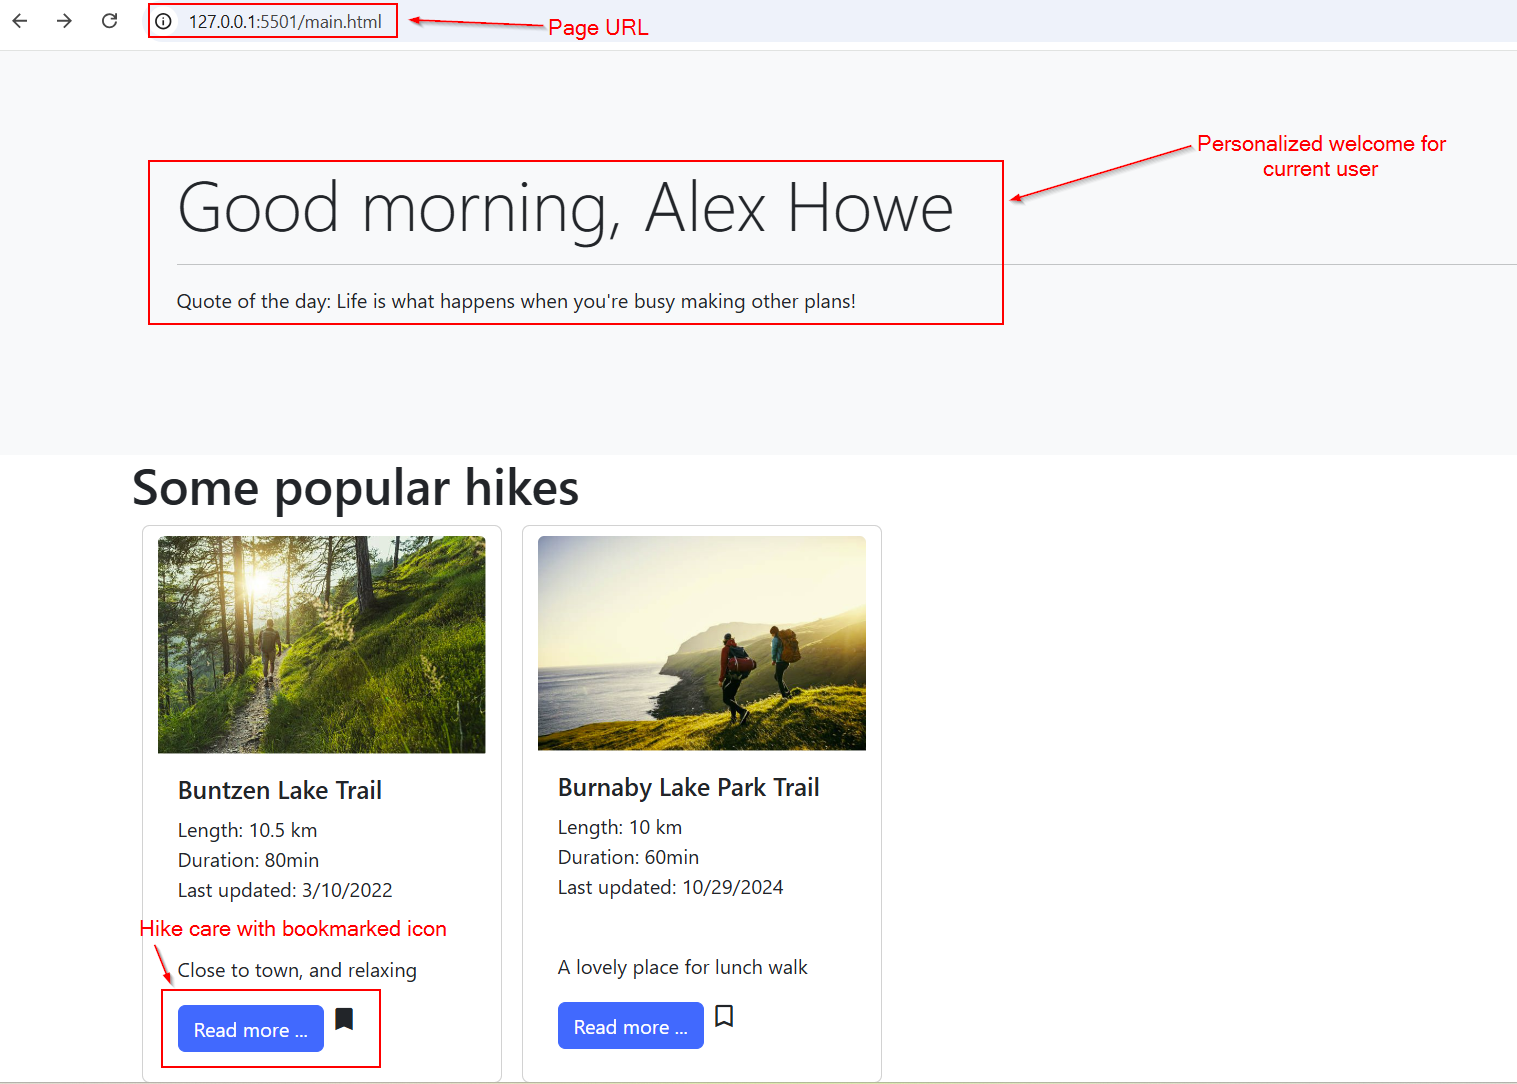 127.0.0.1:5501/main.html
Page URL
Personalized welcome for
current user
Good morning, Alex Howe
Quote of the day: Life is what happens when you're busy making other plans!
Some popular hikes
Buntzen Lake Trail
Length: 10.5 km
Duration: 80min
Last updated: 3/10/2022
Hike care with bookmarked icon
Close to town, and relaxing
Read more ...
Burnaby Lake Park Trail
Length: 10 km
Duration: 60min
Last updated: 10/29/2024
A lovely place for lunch walk
Read more ...